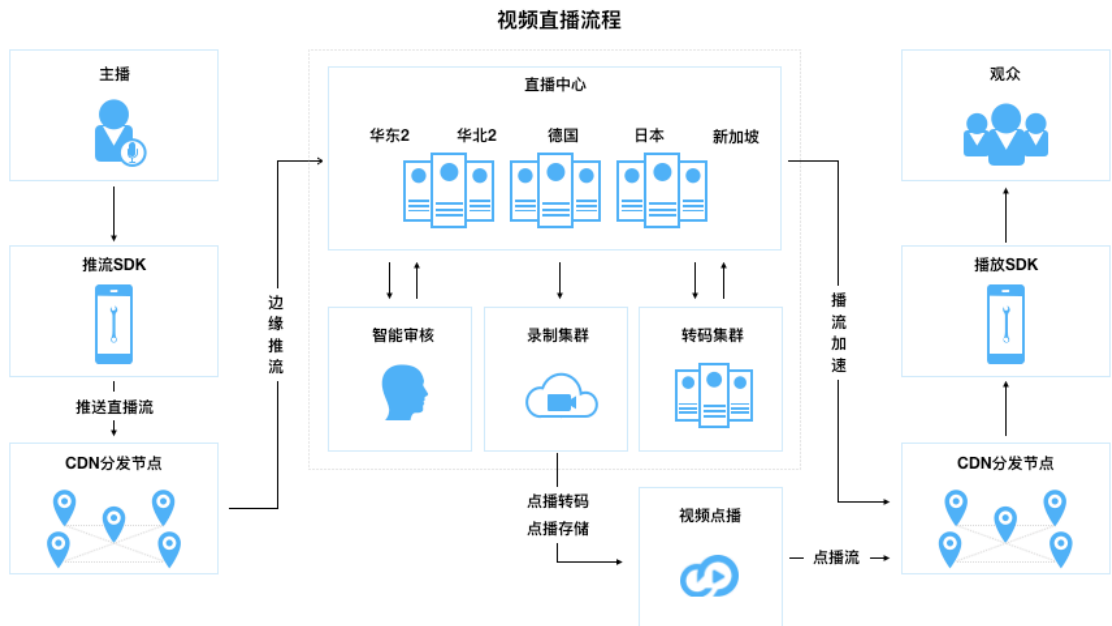 视频直播流程
主播
推流SDK
推送直播流
CDN分发节点
边缘推流
直播中心
华东2
华北2
德国
日本
新加坡
智能审核
录制集群
转码集群
点播转码
点播存储
视频点播
点播流
播流加速
观众
播放SDK
CDN分发节点